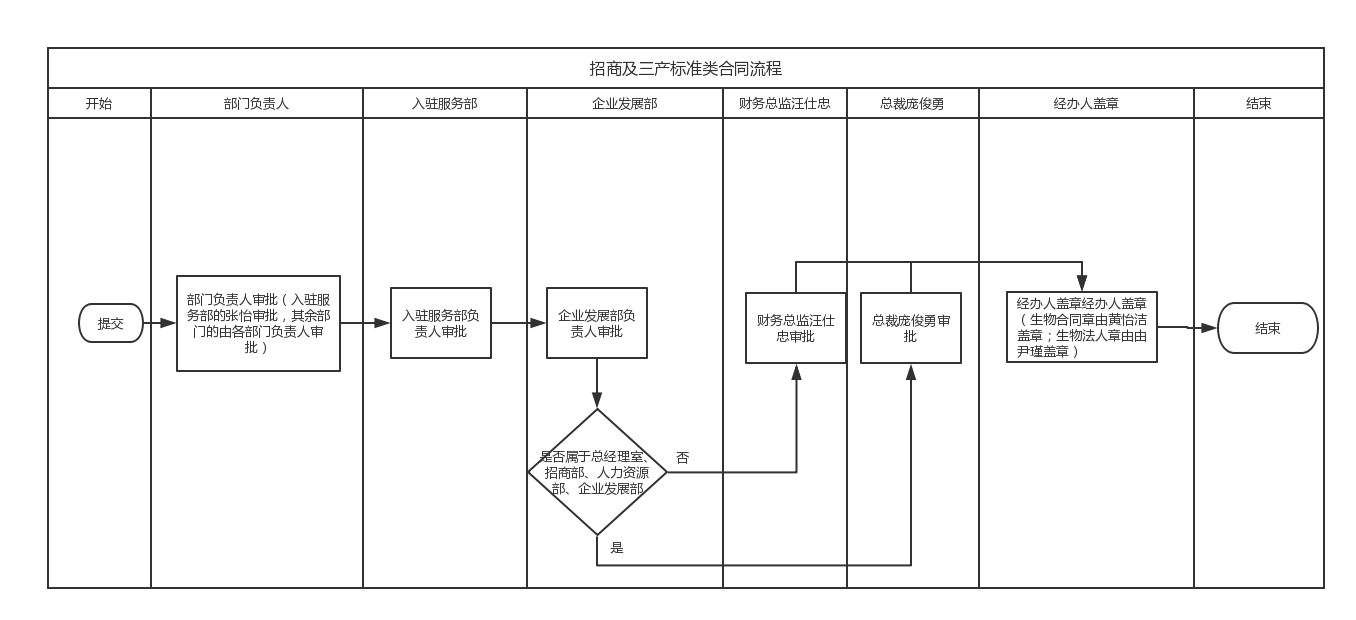 招商及三产标准类合同流程
开始
部门负责人
入驻服务部
企业发展部
财务总监汪仕忠
总裁庞俊勇
经办人盖章
结束
提交
部门负责人审批（入驻服
务部的张怡审批，其余部
门的由各部门负责人审
批）
入驻服务部负
责人审批
企业发展部负
责人审批
是否属于总经理室、
招商部、人力资源
部、企业发展部
否
是
财务总监汪仕
忠审批
总裁庞俊勇审
批
经办人盖章经办人盖章
（生物合同章由黄怡洁
盖章；生物法人章由由
尹瑾盖章）
结束